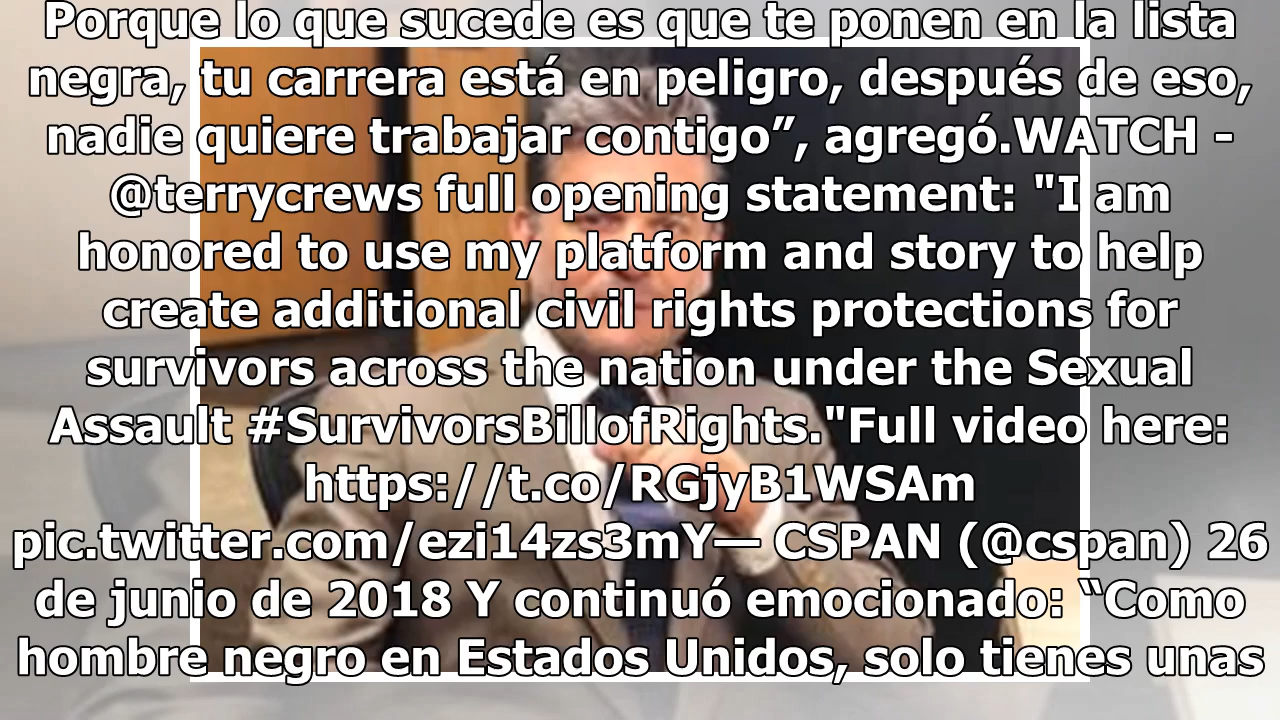 Porque lo que sucede es que te ponen en la lista
negra, tu carrera está en peligro, después de eso,
nadie quiere trabajar contigo”, agregó.WATCH -
@terrycrews full opening statement: "I am
honored to use my platform and story to help
create additional civil rights protections for
survivors across the nation under the Sexual
Assault #SurvivorsBillofRights."Full video here:
https://t.co/RGjyB1WSAm
pic.twitter.com/ezi14zs3mY— CSPAN (@cspan) 26
de junio de 2018 Y continuó emocionado: “Como
hombre negro en Estados Unidos, solo tienes unas